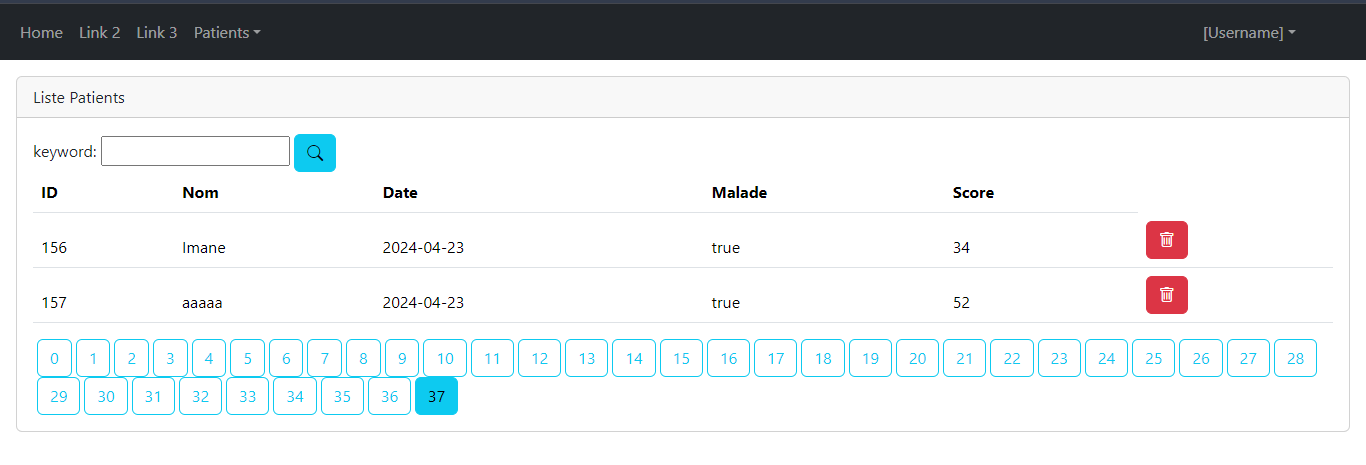 Home Link 2 Link 3 Patients [Username]
Liste Patients
keyword:
ID Nom Date Malade Score
156 Imane 2024-04-23 true 34
157 aaaaa 2024-04-23 true 52
0 1 2 3 4 5 6 7 8 9 10 11 12 13 14 15 16 17 18 19 20 21 22 23 24 25 26 27 28
29 30 31 32 33 34 35 36 37